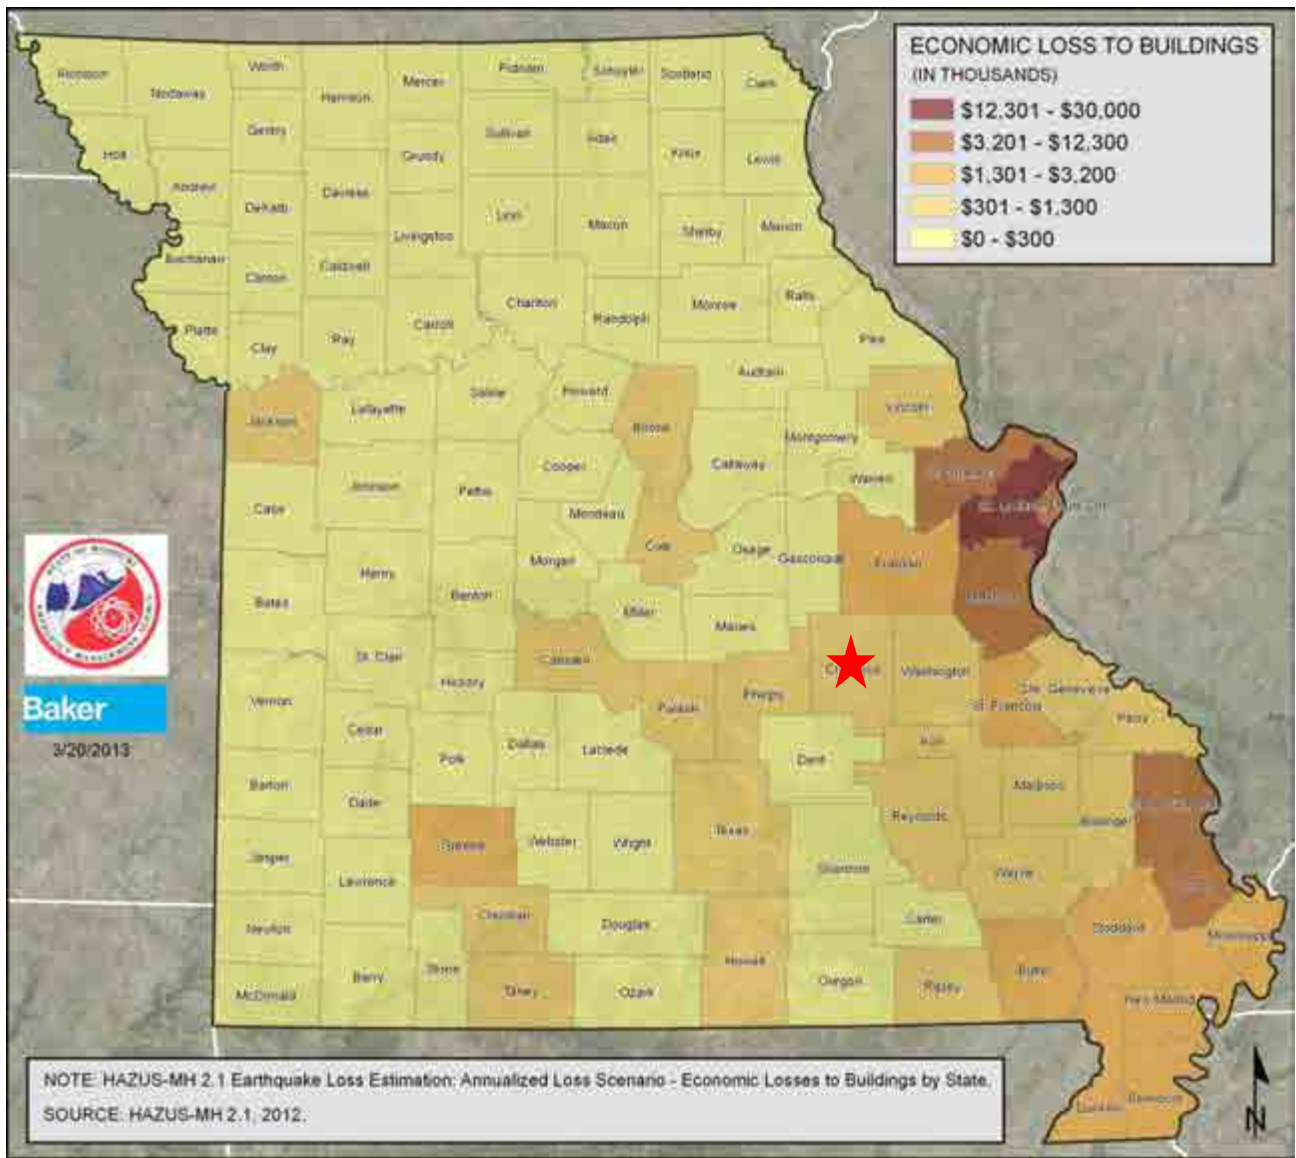 ECONOMIC LOSS TO BUILDINGS
(IN THOUSANDS)
$12,301 - $30,000
$3,201 - $12,300
$1,301 - $3,200
$301 - $1,300
$0 - $300
Nodaway
Worth
Harrison
Mercer
Putnam
Schuyler
Scotland
Clark
Holt
Andrew
Gentry
DeKalb
Daviess
Grundy
Sullivan
Adair
Knox
Lewis
Livingston
Linn
Macon
Shelby
Marion
Buchanan
Clinton
Caldwell
Platte
Clay
Ray
Carroll
Chariton
Randolph
Monroe
Ralls
Pike
Jackson
Lafayette
Saline
Howard
Boone
Audrain
Callaway
Montgomery
Lincoln
Warren
Cass
Johnson
Pettis
Cooper
Moniteau
Morgan
Cole
Osage
Gasconade
Franklin
Bates
Henry
Benton
Miller
Maries
St. Clair
Hickory
Camden
Pulaski
Phelps
Washington
Ste. Genevieve
St. Francois
Perry
Vernon
Cedar
Polk
Dallas
Laclede
Dent
Iron
Madison
Barton
Dade
Greene
Webster
Wright
Texas
Reynolds
Bollinger
Jasper
Lawrence
Christian
Douglas
Shannon
Wayne
Carter
Stoddard
Mississippi
Newton
Barry
Stone
Taney
Ozark
Howell
Oregon
Ripley
Butler
New Madrid
McDonald
Dunklin
Pemiscot
Baker
3/20/2013
NOTE: HAZUS-MH 2.1 Earthquake Loss Estimation: Annualized Loss Scenario - Economic Losses to Buildings by State.
SOURCE: HAZUS-MH 2.1, 2012.
N